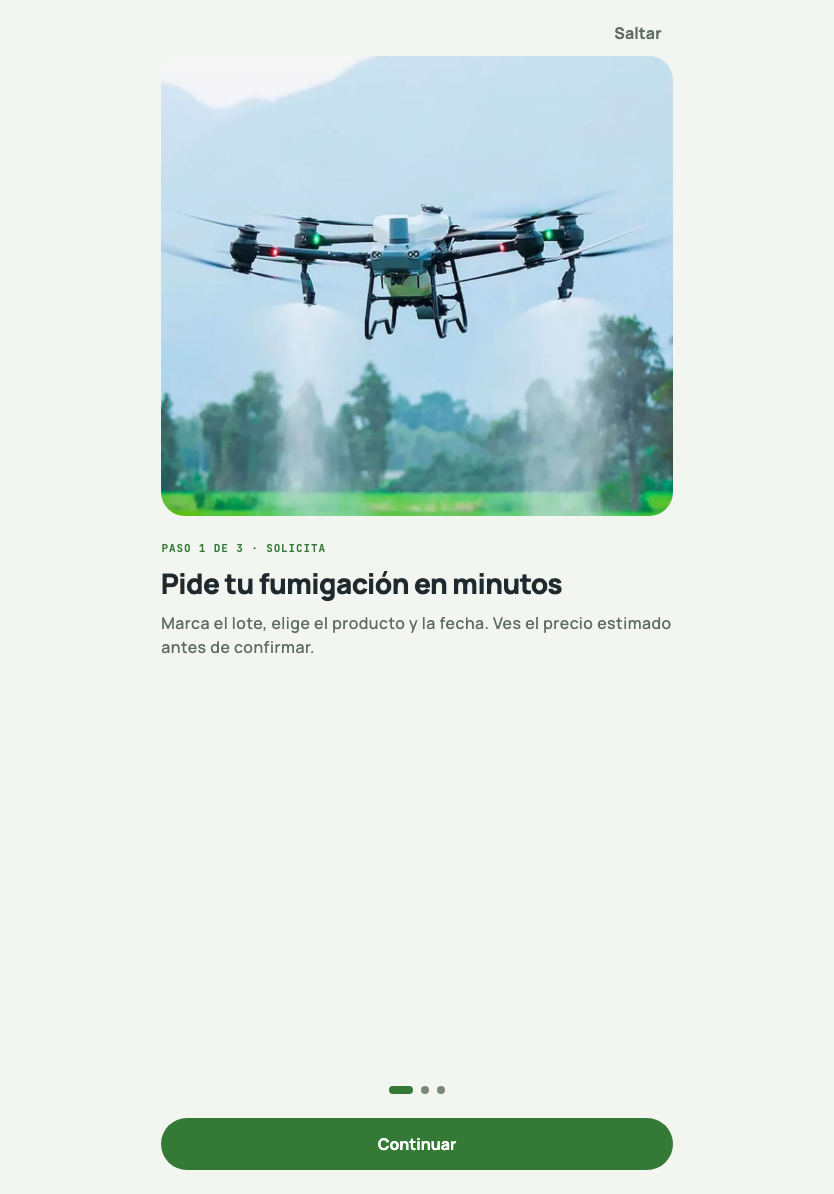 Saltar
PASO 1 DE 3 · SOLICITA
Pide tu fumigación en minutos
Marca el lote, elige el producto y la fecha. Ves el precio estimado
antes de confirmar.
Continuar